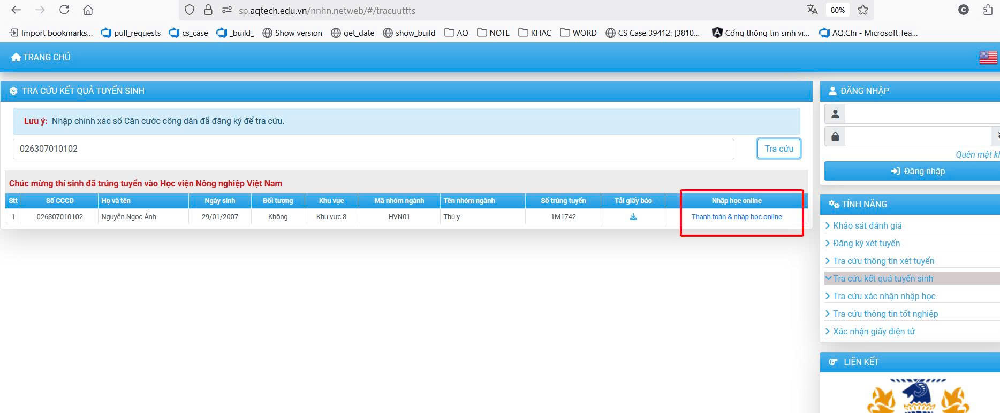 sp.aqtech.edu.vn/nnhn.netweb/#/tracuuttts
80%
C
Import bookmarks...
pull_requests
cs_case
_build_
Show version
get_date
show_build
AQ
NOTE
KHAC
WORD
CS Case 39412: [3810...
Cổng thông tin sinh vi...
AQ.Chi - Microsoft Tea...
TRANG CHỦ
TRA CỨU KẾT QUẢ TUYỂN SINH
Lưu ý: Nhập chính xác số Căn cước công dân đã đăng ký để tra cứu.
026307010102
Tra cứu
Chúc mừng thí sinh đã trúng tuyển vào Học viện Nông nghiệp Việt Nam
Stt Số CCCD Họ và tên Ngày sinh Đối tượng Khu vực Mã nhóm ngành Tên nhóm ngành Số trúng tuyển Tải giấy báo Nhập học online
1 026307010102 Nguyễn Ngọc Ánh 29/01/2007 Không Khu vực 3 HVN01 Thú y 1M1742 Thanh toán & nhập học online
ĐĂNG NHẬP
Quên mật kh
Đăng nhập
TÍNH NĂNG
Khảo sát đánh giá
Đăng ký xét tuyển
Tra cứu thông tin xét tuyển
Tra cứu kết quả tuyển sinh
Tra cứu xác nhận nhập học
Tra cứu thông tin tốt nghiệp
Xác nhận giấy điện tử
LIÊN KẾT